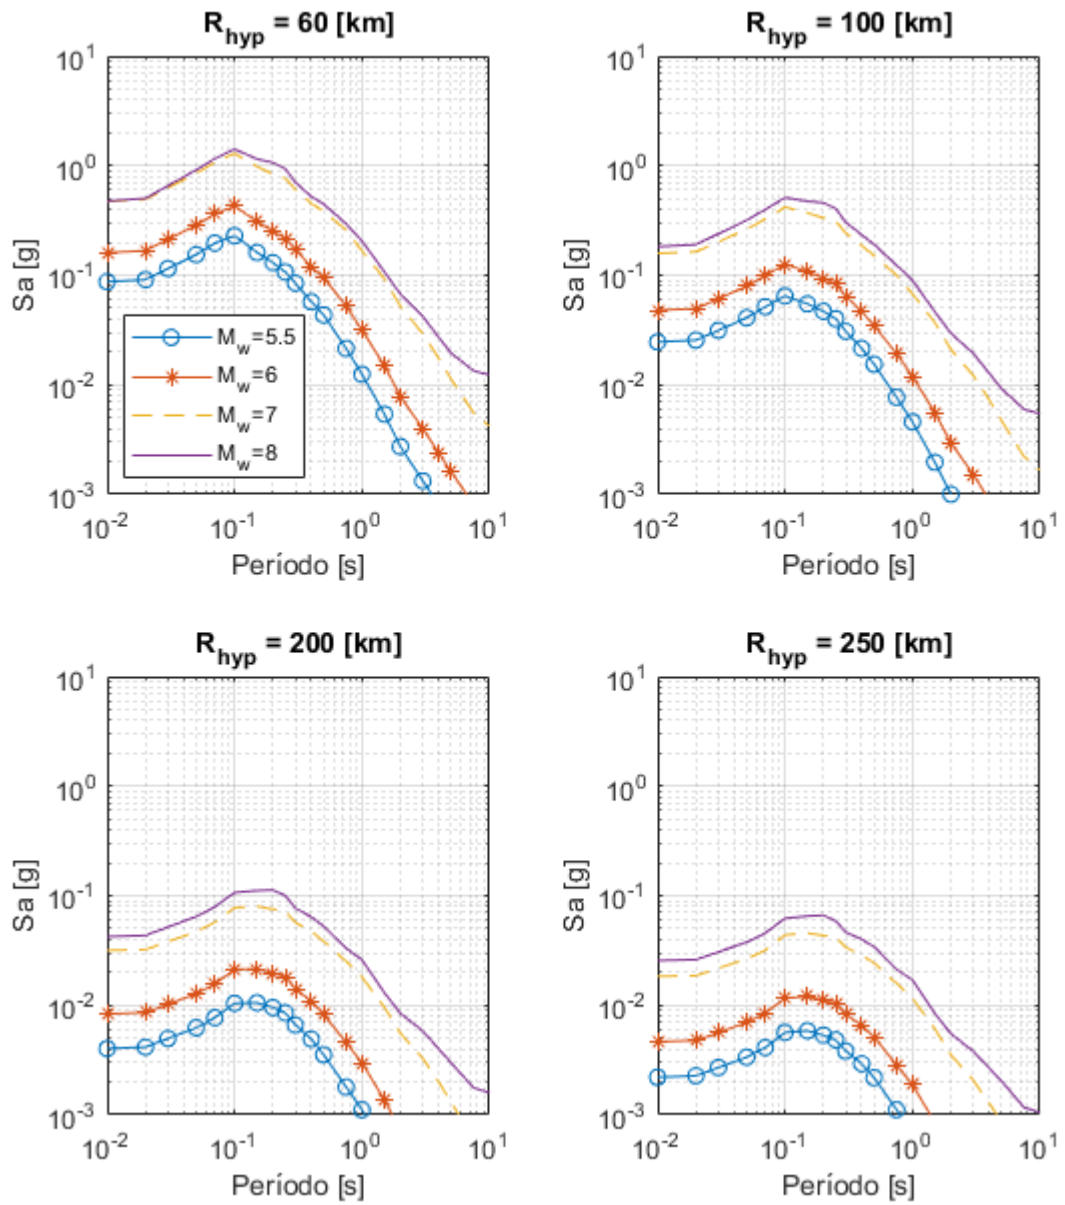 R_hyp = 60 [km]
10^1
10^0
10^-1
10^-2
10^-3
Sa [g]
M_w=5.5
M_w=6
M_w=7
M_w=8
10^-2 10^-1 10^0 10^1
Período [s]
R_hyp = 100 [km]
10^1
10^0
10^-1
10^-2
10^-3
Sa [g]
10^-2 10^-1 10^0 10^1
Período [s]
R_hyp = 200 [km]
10^1
10^0
10^-1
10^-2
10^-3
Sa [g]
10^-2 10^-1 10^0 10^1
Período [s]
R_hyp = 250 [km]
10^1
10^0
10^-1
10^-2
10^-3
Sa [g]
10^-2 10^-1 10^0 10^1
Período [s]